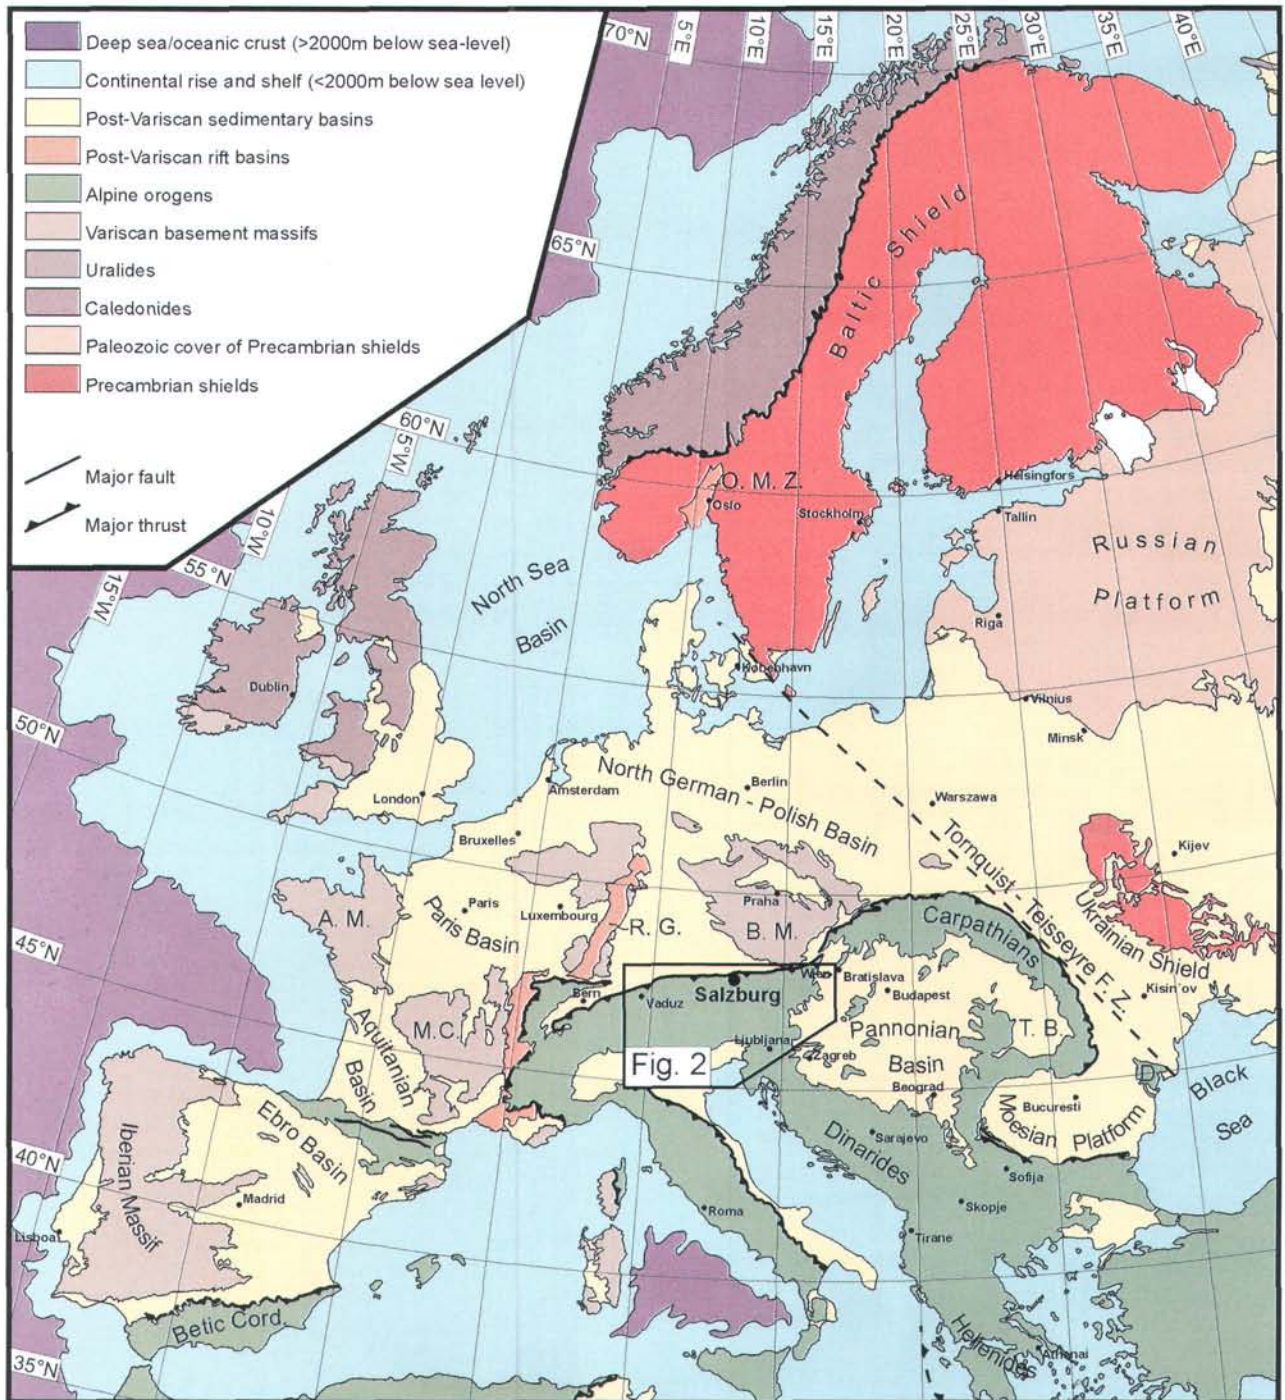 Deep sea/oceanic crust (>2000m below sea-level)
Continental rise and shelf (<2000m below sea level)
Post-Variscan sedimentary basins
Post-Variscan rift basins
Alpine orogens
Variscan basement massifs
Uralides
Caledonides
Paleozoic cover of Precambrian shields
Precambrian shields
Major fault
Major thrust
70°N
5°E
10°E
15°E
20°E
25°E
30°E
35°E
40°E
65°N
60°N
5°W
10°W
55°N
15°W
50°N
45°N
40°N
35°N
Baltic Shield
O. M. Z.
Oslo
Stockholm
Helsingfors
Tallin
Russian
Platform
Riga
North Sea
Basin
København
Vilnius
Minsk
Dublin
London
Amsterdam
North German - Polish Basin
Berlin
Warszawa
Bruxelles
Tornquist - Teisseyre F. Z.
Kijev
Ukrainian Shield
Kisin´ov
A. M.
Paris
Paris Basin
Luxembourg
R. G.
Praha
B. M.
Carpathians
Wien
Bratislava
Budapest
Bern
Vaduz
Salzburg
M.C.
Aquitanian
Basin
Pannonian
Basin
T. B.
Ljubljana
Zagreb
Fig. 2
Beograd
D.
Black
Sea
Bucuresti
Moesian Platform
Ebro Basin
Iberian Massif
Madrid
Lisboa
Dinarides
Sarajevo
Sofija
Skopje
Roma
Tirane
Betic Cord.
Hellenides
Athenai